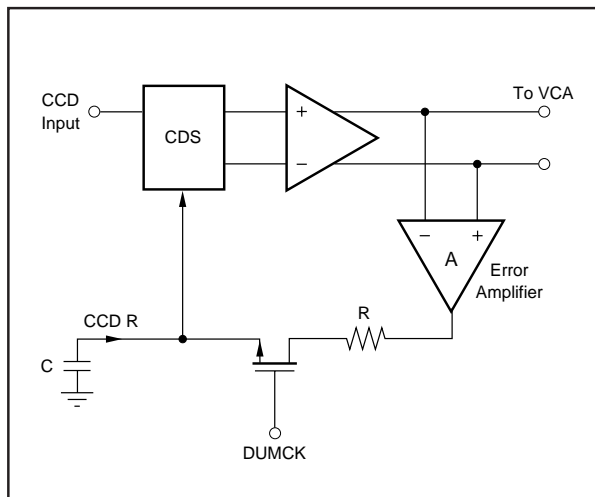 CCD
Input
CDS
+
−
To VCA
−
+
A
Error
Amplifier
CCD R
R
C
DUMCK